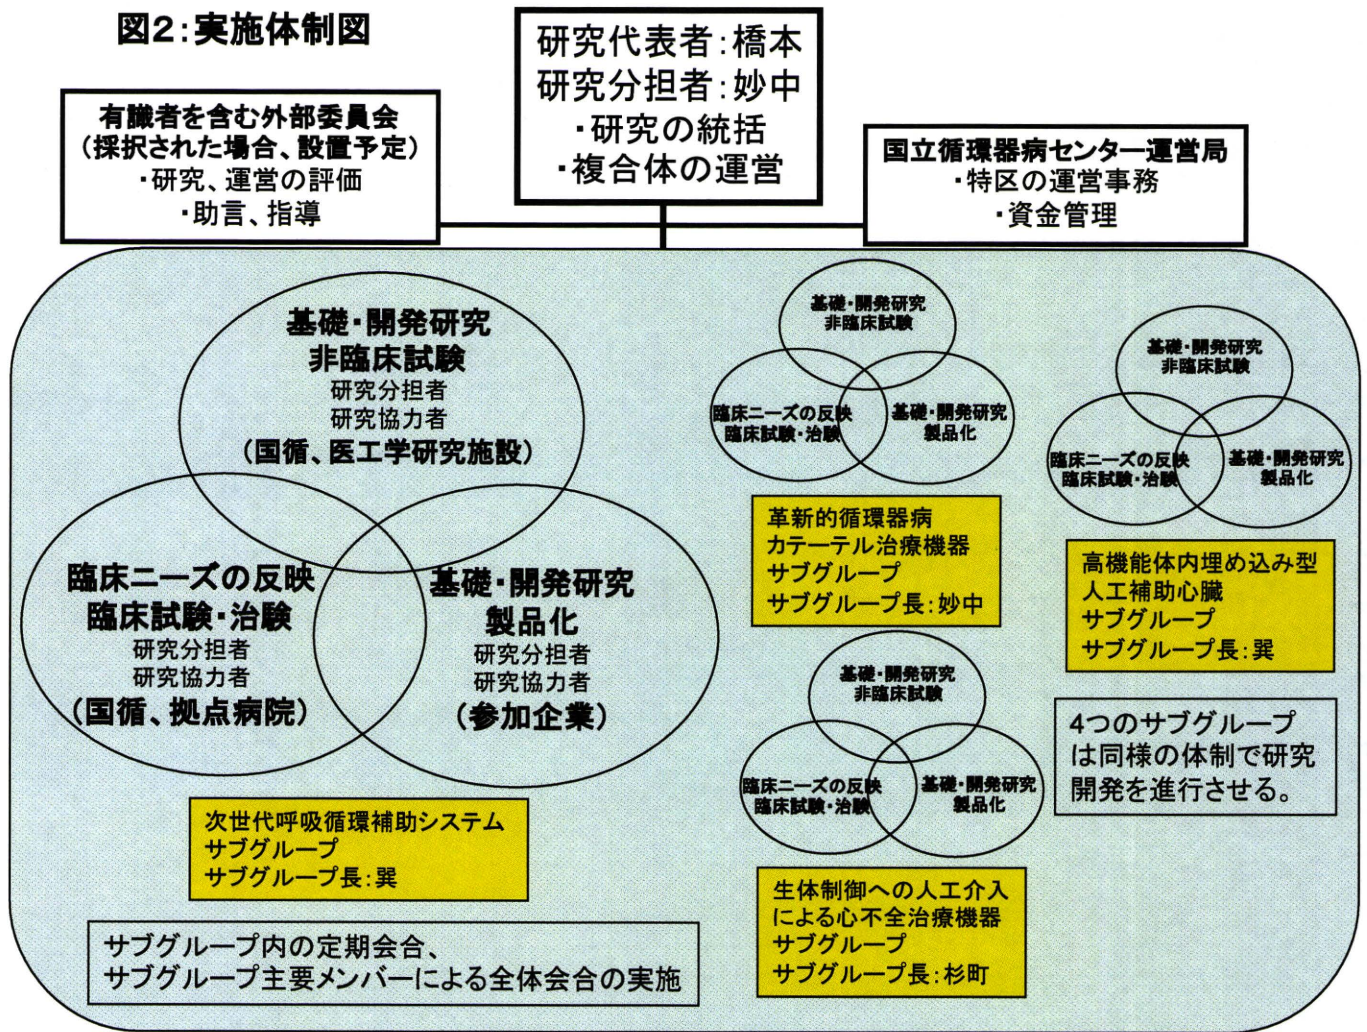 図2:実施体制図
研究代表者:橋本
研究分担者:妙中
・研究の統括
・複合体の運営
有識者を含む外部委員会
(採択された場合、設置予定)
・研究、運営の評価
・助言、指導
国立循環器病センター運営局
・特区の運営事務
・資金管理
基礎・開発研究
非臨床試験
研究分担者
研究協力者
(国循、医工学研究施設)
臨床ニーズの反映
臨床試験・治験
研究分担者
研究協力者
(国循、拠点病院)
基礎・開発研究
製品化
研究分担者
研究協力者
(参加企業)
次世代呼吸循環補助システム
サブグループ
サブグループ長:巽
サブグループ内の定期会合、
サブグループ主要メンバーによる全体会合の実施
基礎・開発研究
非臨床試験
臨床ニーズの反映
臨床試験・治験
基礎・開発研究
製品化
革新的循環器病
カテーテル治療機器
サブグループ
サブグループ長:妙中
基礎・開発研究
非臨床試験
臨床ニーズの反映
臨床試験・治験
基礎・開発研究
製品化
生体制御への人工介入
による心不全治療機器
サブグループ
サブグループ長:杉町
基礎・開発研究
非臨床試験
臨床ニーズの反映
臨床試験・治験
基礎・開発研究
製品化
高機能体内埋め込み型
人工補助心臓
サブグループ
サブグループ長:巽
4つのサブグループ
は同様の体制で研究
開発を進行させる。